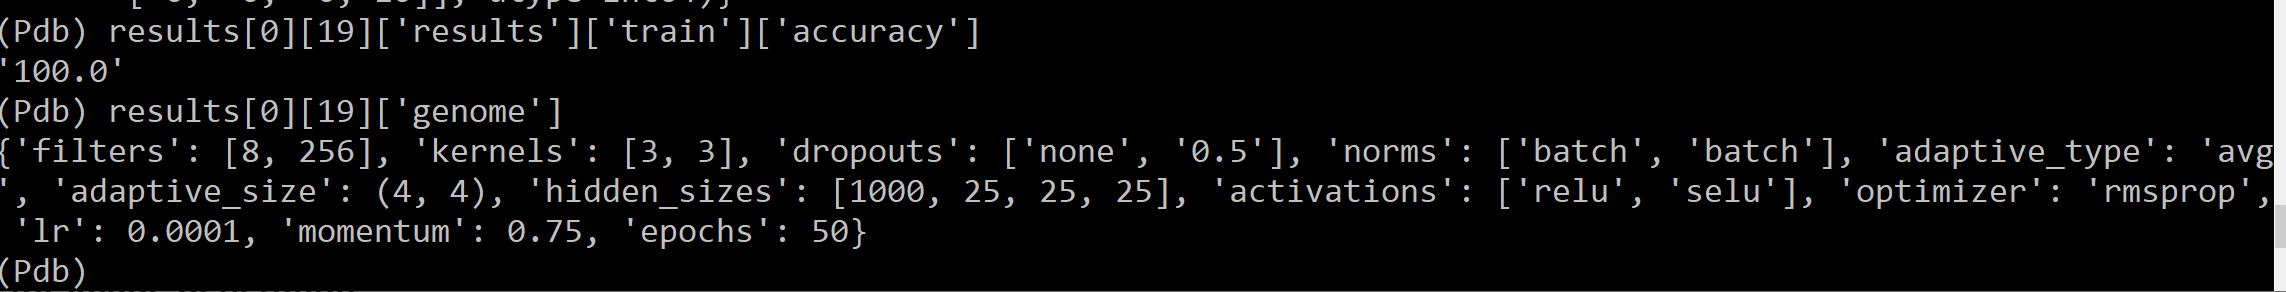 (Pdb) results[0][19]['results']['train']['accuracy']
'100.0'
(Pdb) results[0][19]['genome']
{'filters': [8, 256], 'kernels': [3, 3], 'dropouts': ['none', '0.5'], 'norms': ['batch', 'batch'], 'adaptive_type': 'avg
', 'adaptive_size': (4, 4), 'hidden_sizes': [1000, 25, 25, 25], 'activations': ['relu', 'selu'], 'optimizer': 'rmsprop',
 'lr': 0.0001, 'momentum': 0.75, 'epochs': 50}
(Pdb)